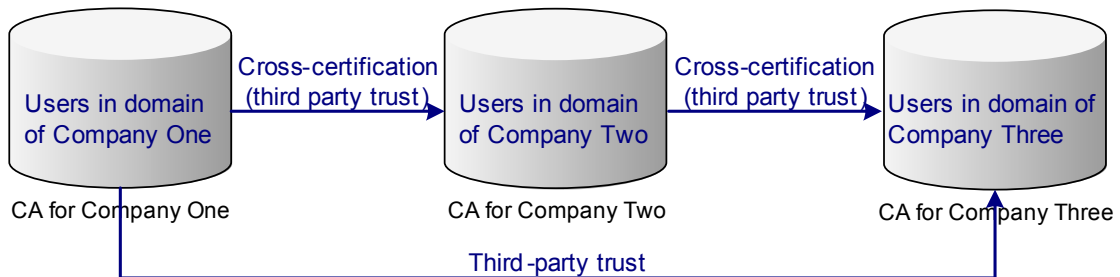 Cross-certification
(third party trust)
Cross-certification
(third party trust)
Users in domain
of Company One
Users in domain
of Company Two
Users in domain of
Company Three
CA for Company One
CA for Company Two
CA for Company Three
Third-party trust